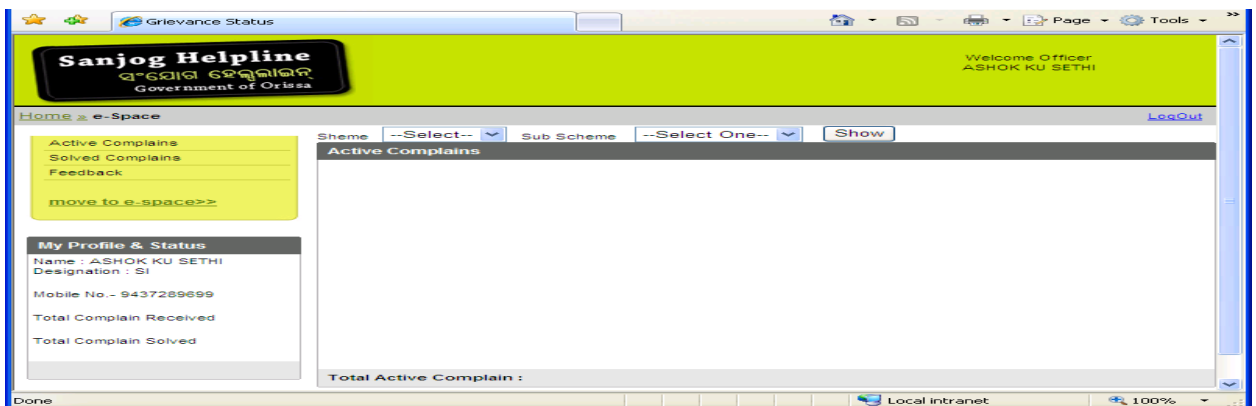 Grievance Status
Page
Tools
Sanjog Helpline
ସଂଯୋଗ ହେଲ୍ପଲାଇନ୍
Government of Orissa
Welcome Officer
ASHOK KU SETHI
Home » e-Space
LogOut
Active Complains
Solved Complains
Feedback
move to e-space>>
Sheme --Select-- Sub Scheme --Select One-- Show
Active Complains
My Profile & Status
Name : ASHOK KU SETHI
Designation : SI
Mobile No.- 9437289699
Total Complain Received
Total Complain Solved
Total Active Complain :
Done
Local intranet
100%